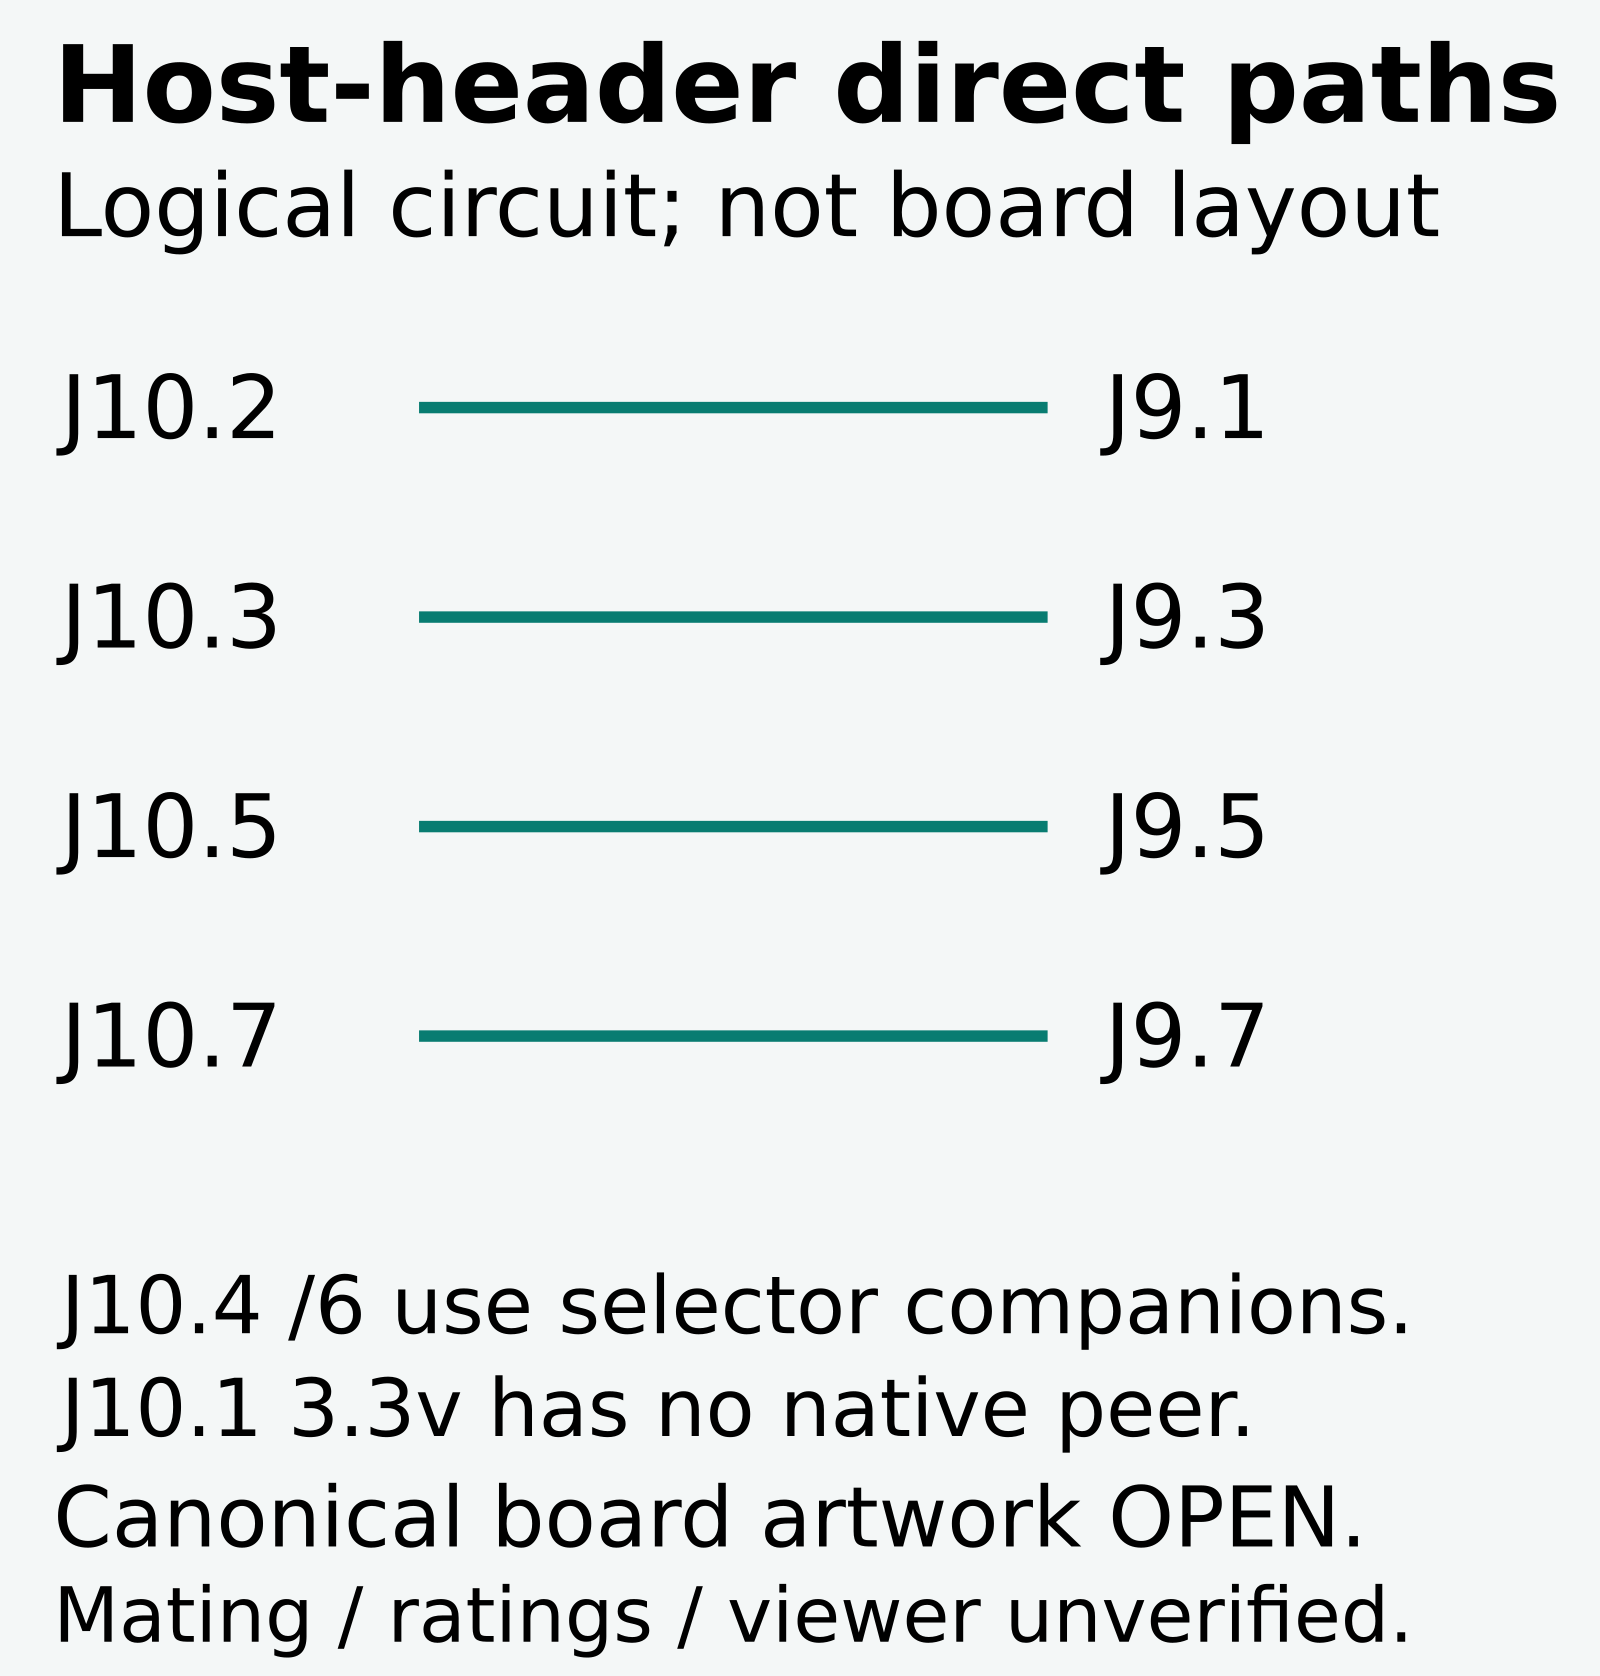 Host-header direct paths
Logical circuit; not board layout
J10.2 J9.1
J10.3 J9.3
J10.5 J9.5
J10.7 J9.7
J10.4 /6 use selector companions.
J10.1 3.3v has no native peer.
Canonical board artwork OPEN.
Mating / ratings / viewer unverified.